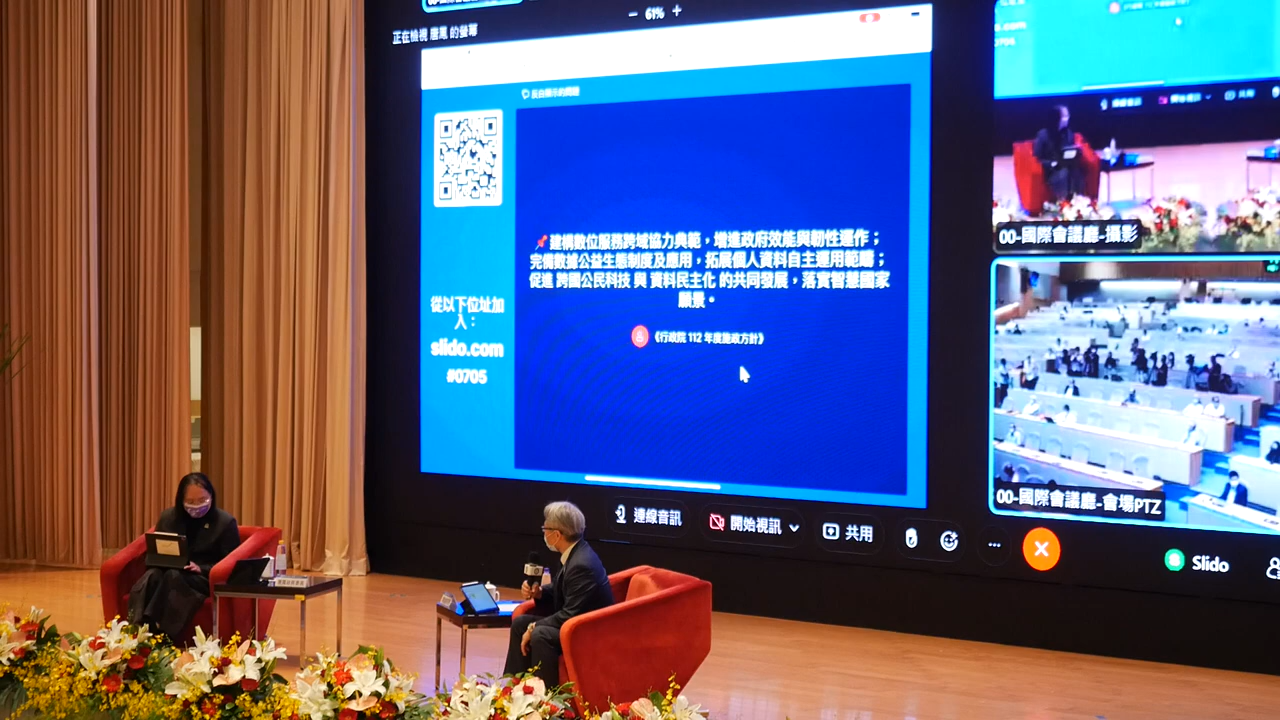 61%
正在檢視 唐鳳 的螢幕
📌 建構數位服務跨域協力典範，增進政府效能與韌性運作；
完備數據公益生態制度及應用，拓展個人資料自主運用範疇；
促進 跨國公民科技 與 資料民主化 的共同發展，落實智慧國家
願景。
《行政院 112 年度施政方針》
從以下位址加
入：
slido.com
#0705
00-國際會議廳-攝影
00-國際會議廳-會場PTZ
連線音訊
開始視訊
共用
Slido